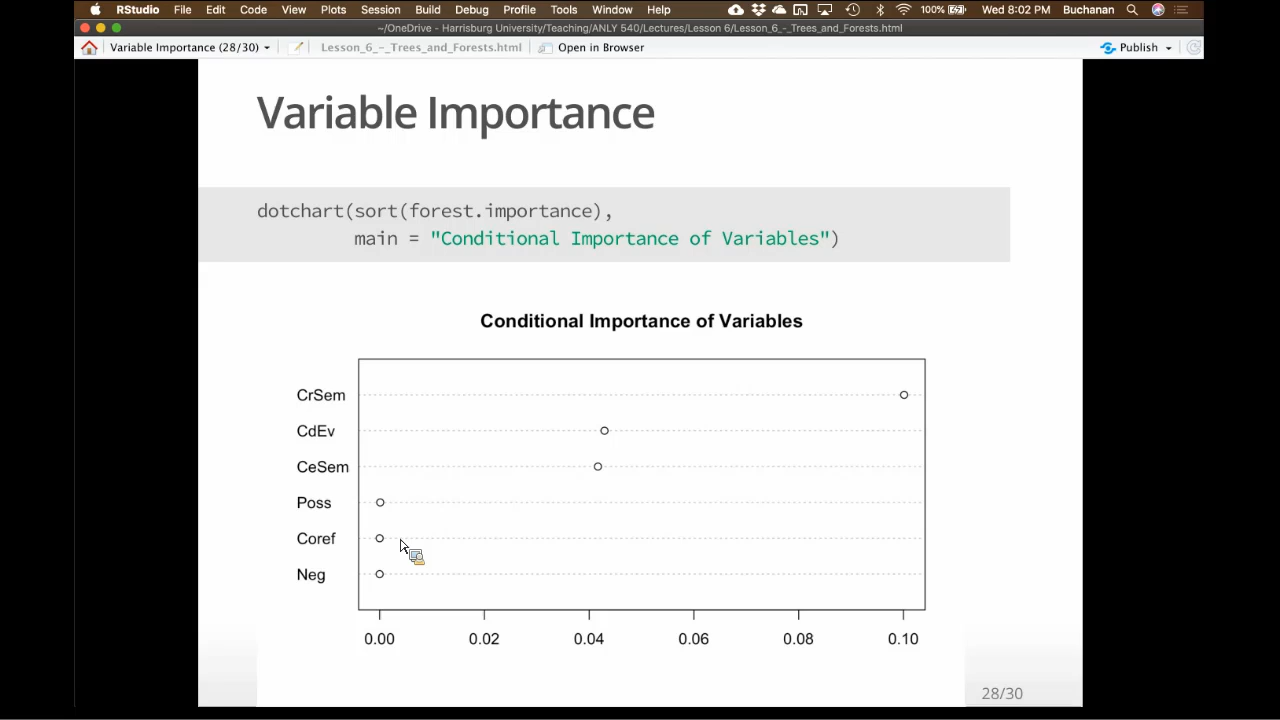 RStudio File Edit Code View Plots Session Build Debug Profile Tools Window Help 100% Wed 8:02 PM Buchanan
~/OneDrive - Harrisburg University/Teaching/ANLY 540/Lectures/Lesson 6/Lesson_6_-_Trees_and_Forests.html
Variable Importance (28/30) Lesson_6_-_Trees_and_Forests.html Open in Browser Publish
Variable Importance
dotchart(sort(forest.importance),
main = "Conditional Importance of Variables")
Conditional Importance of Variables
CrSem
CdEv
CeSem
Poss
Coref
Neg
0.00 0.02 0.04 0.06 0.08 0.10
28/30